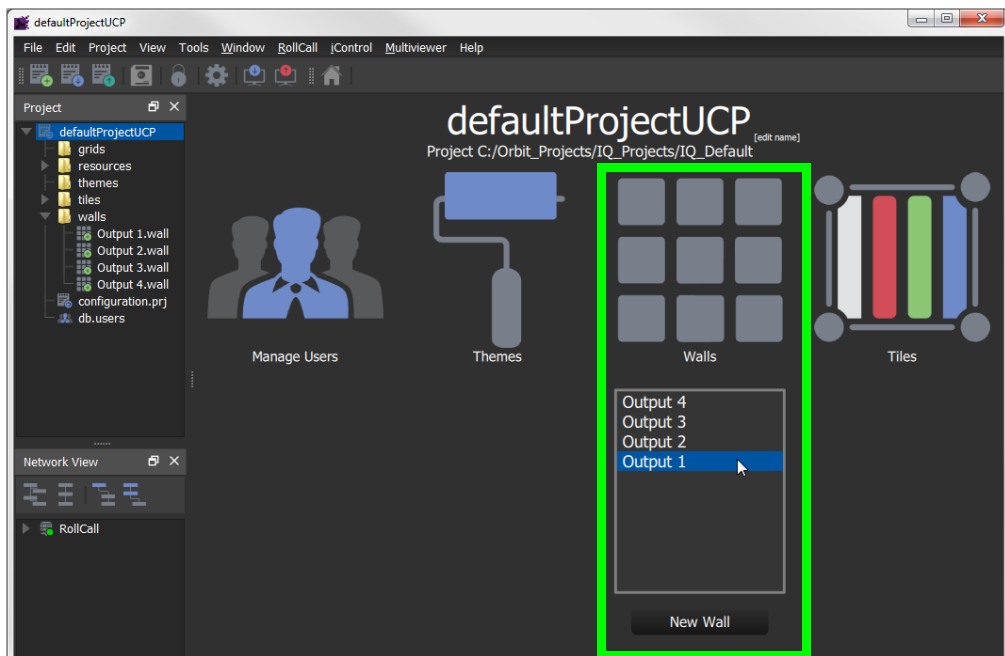 defaultProjectUCP
File Edit Project View Tools Window RollCall iControl Multiviewer Help
Project
defaultProjectUCP
grids
resources
themes
tiles
walls
Output 1.wall
Output 2.wall
Output 3.wall
Output 4.wall
configuration.prj
db.users
Network View
RollCall
defaultProjectUCP [edit name]
Project C:/Orbit_Projects/IQ_Projects/IQ_Default
Manage Users
Themes
Walls
Tiles
Output 4
Output 3
Output 2
Output 1
New Wall